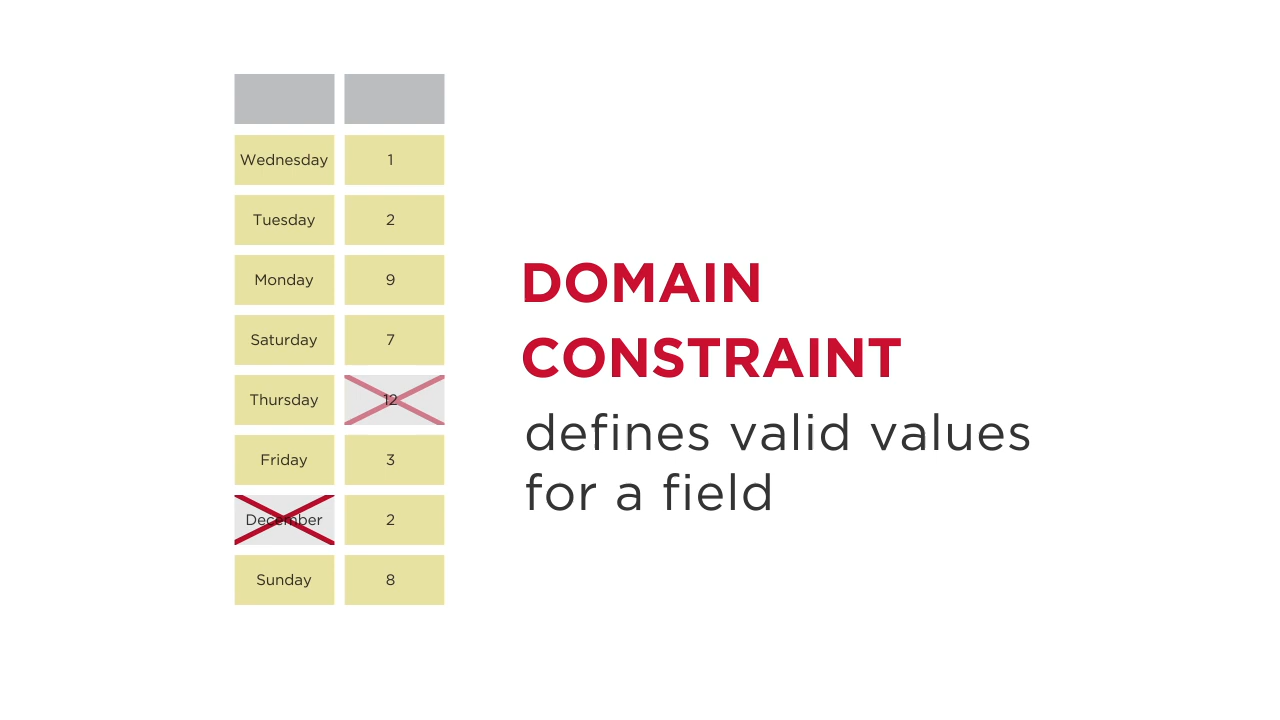 Wednesday 1
Tuesday 2
Monday 9
Saturday 7
Thursday 12
Friday 3
December 2
Sunday 8
DOMAIN
CONSTRAINT
defines valid values
for a field